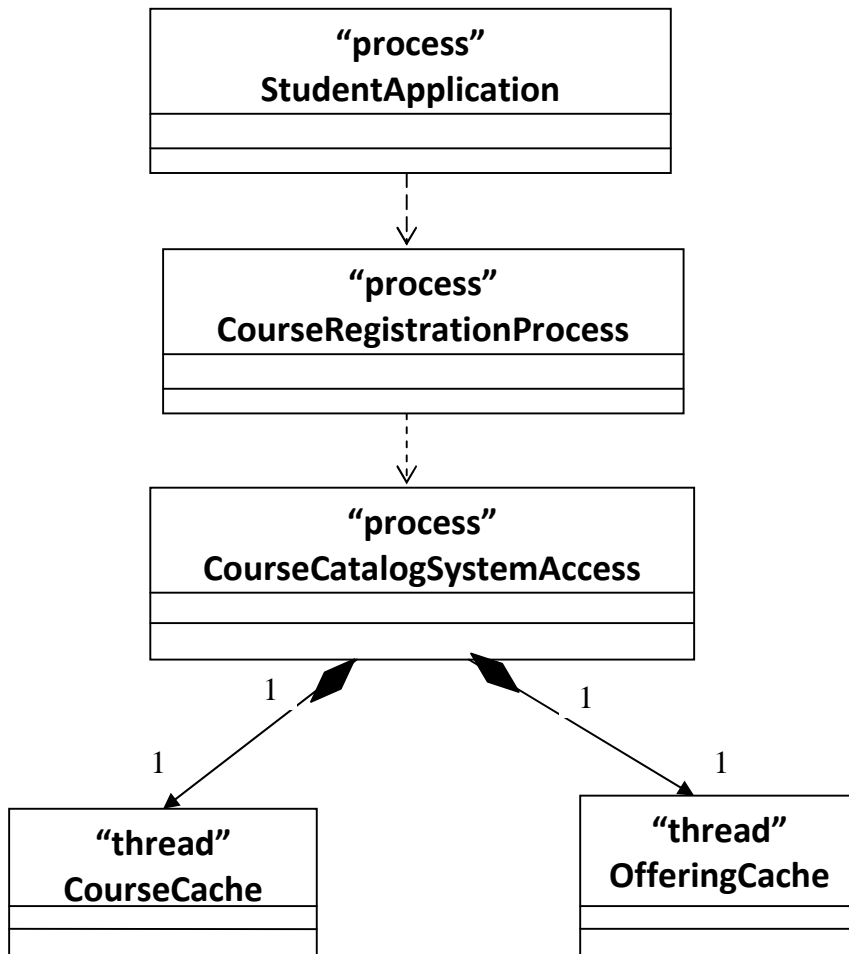 “process”
StudentApplication
“process”
CourseRegistrationProcess
“process”
CourseCatalogSystemAccess
1
1
1
1
“thread”
CourseCache
“thread”
OfferingCache